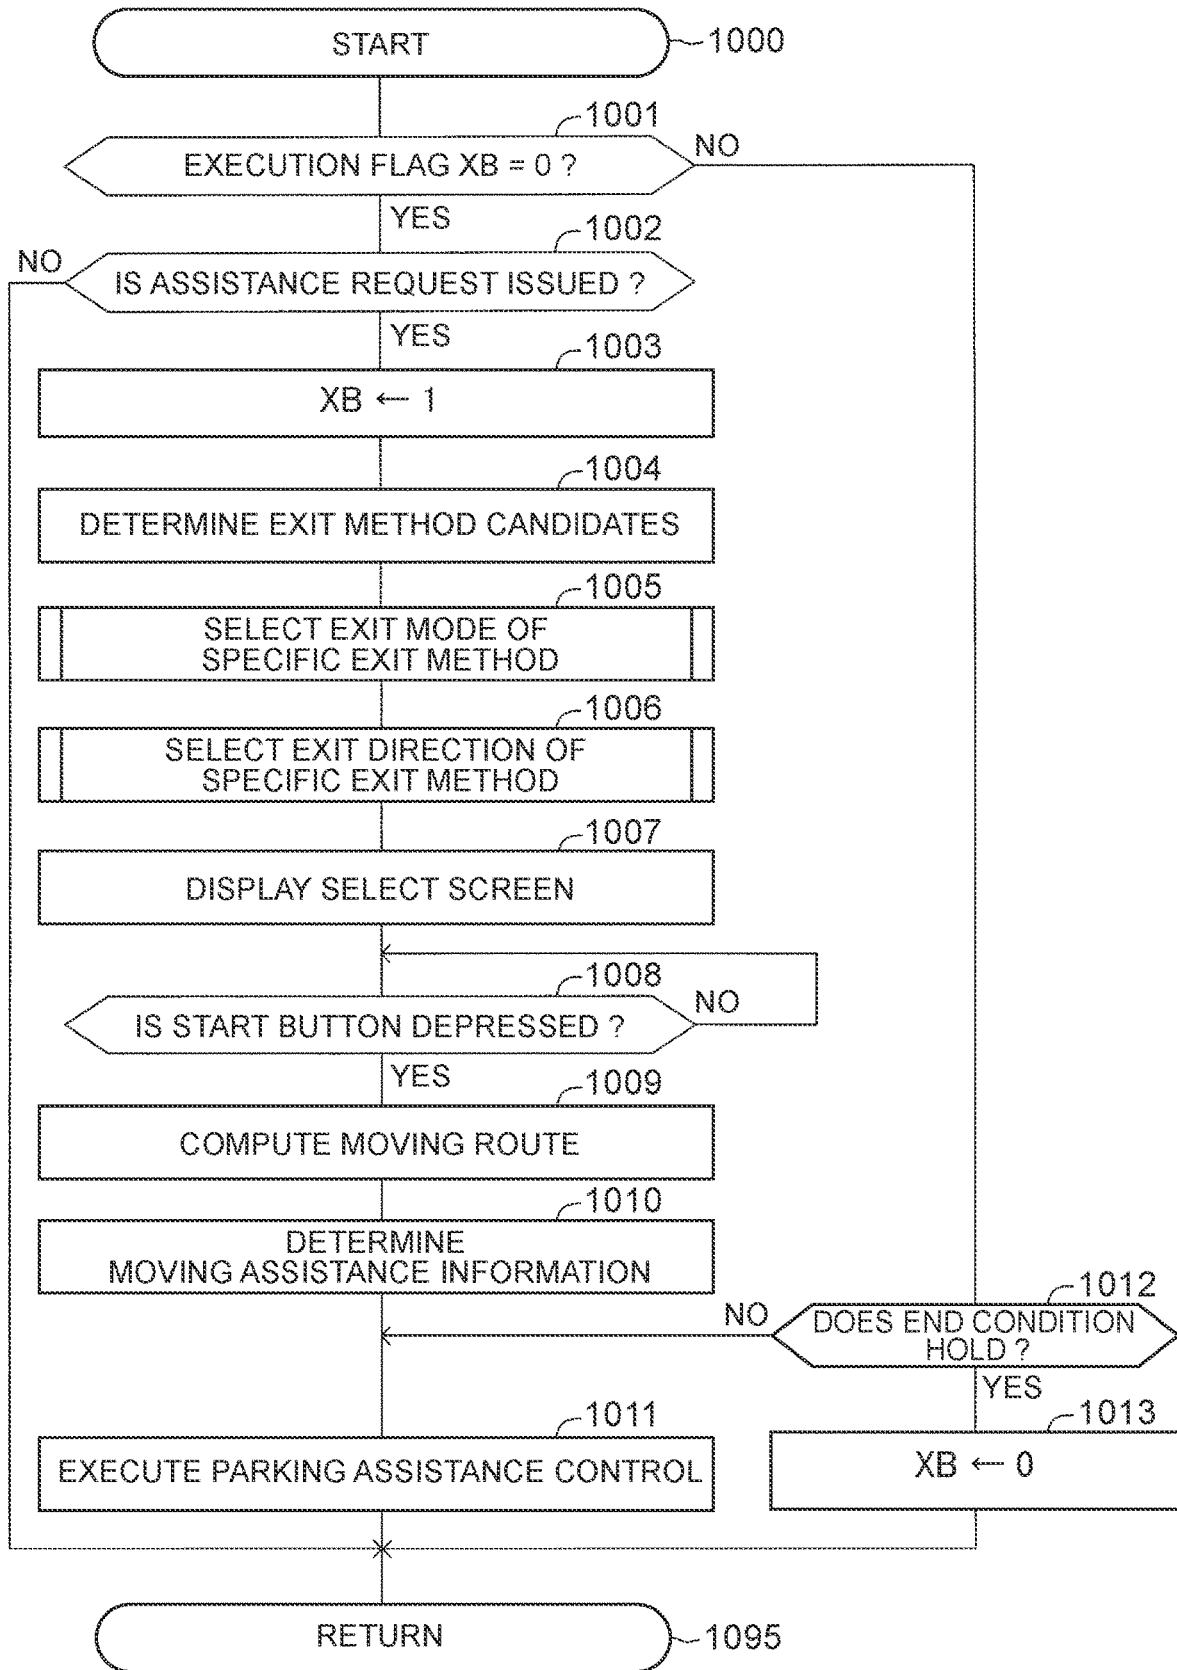 START
1000
1001
EXECUTION FLAG XB = 0 ?
NO
YES
1002
NO
IS ASSISTANCE REQUEST ISSUED ?
YES
1003
XB ← 1
1004
DETERMINE EXIT METHOD CANDIDATES
1005
SELECT EXIT MODE OF
SPECIFIC EXIT METHOD
1006
SELECT EXIT DIRECTION OF
SPECIFIC EXIT METHOD
1007
DISPLAY SELECT SCREEN
1008
IS START BUTTON DEPRESSED ?
NO
YES
1009
COMPUTE MOVING ROUTE
1010
DETERMINE
MOVING ASSISTANCE INFORMATION
1012
NO
DOES END CONDITION
HOLD ?
YES
1011
EXECUTE PARKING ASSISTANCE CONTROL
1013
XB ← 0
RETURN
1095